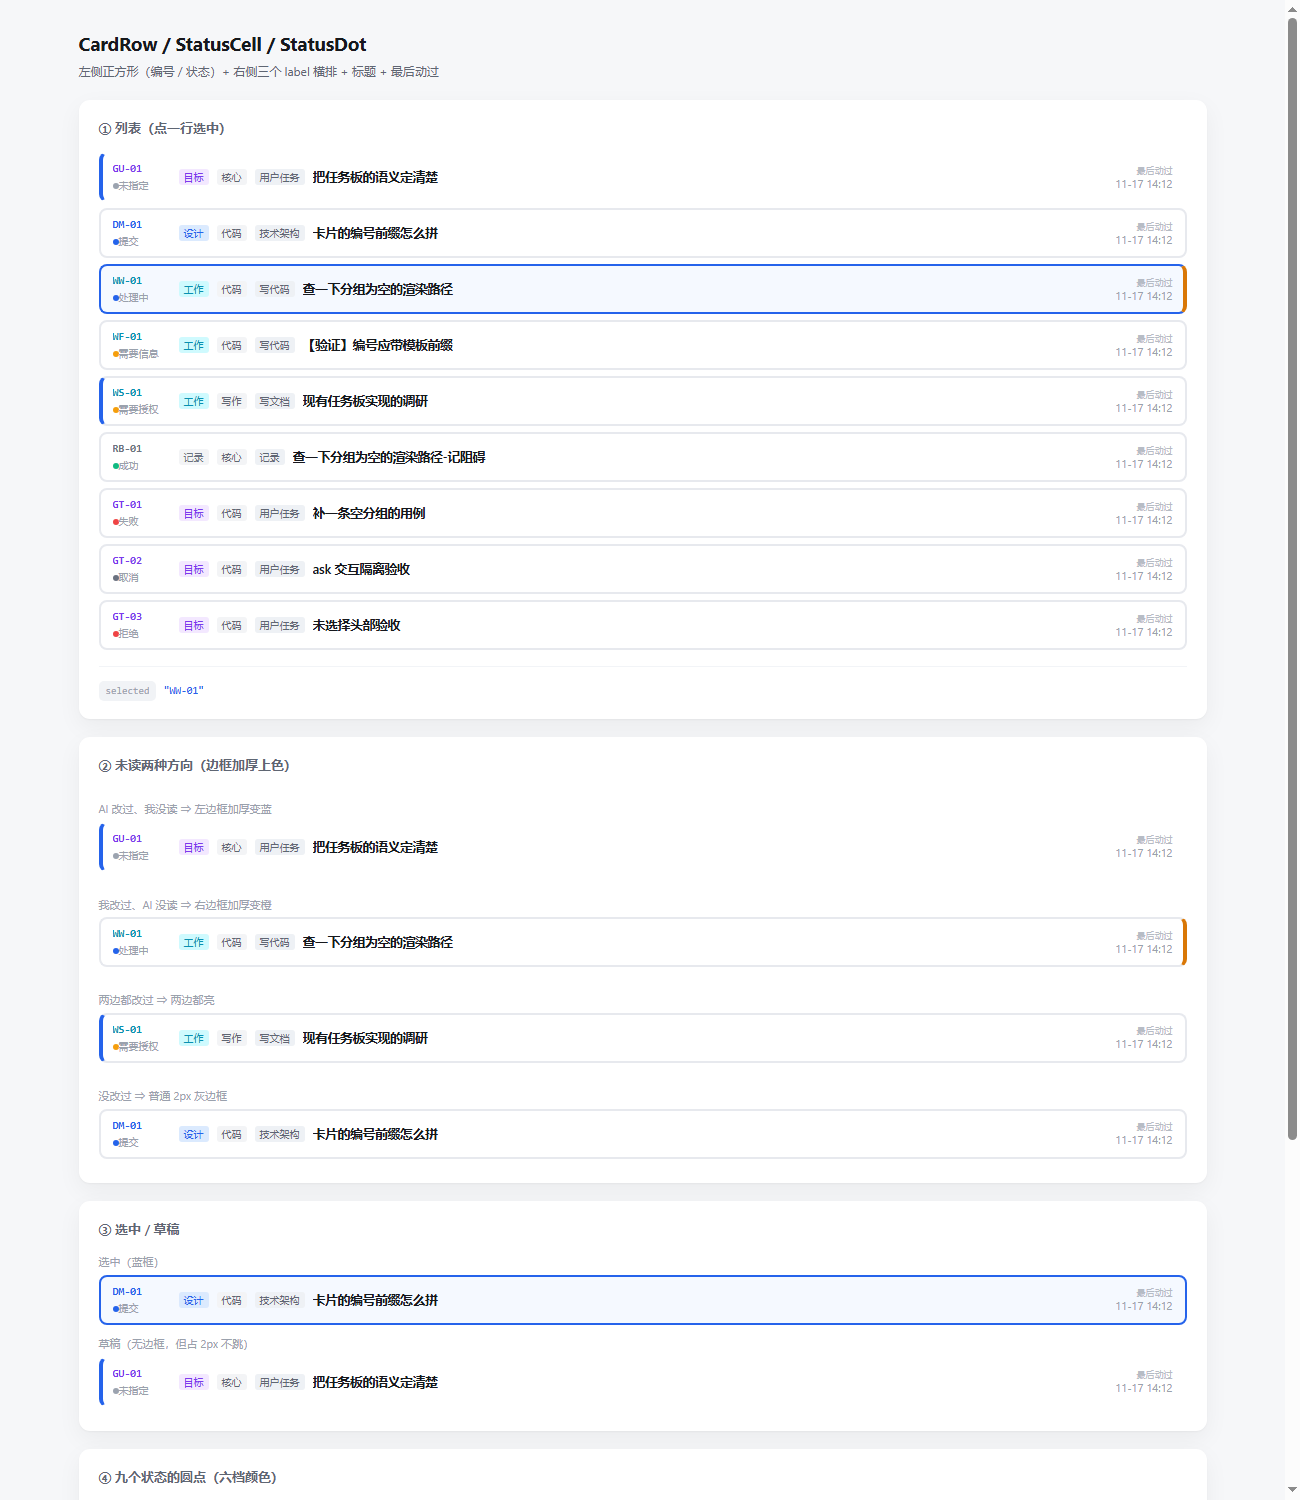 CardRow / StatusCell / StatusDot
左侧正方形（编号 / 状态）+ 右侧三个 label 横排 + 标题 + 最后动过
① 列表（点一行选中）
GU-01
未指定
目标 核心 用户任务 把任务板的语义定清楚
最后动过
11-17 14:12
DM-01
提交
设计 代码 技术架构 卡片的编号前缀怎么拼
最后动过
11-17 14:12
WW-01
处理中
工作 代码 写代码 查一下分组为空的渲染路径
最后动过
11-17 14:12
WF-01
需要信息
工作 代码 写代码 【验证】编号应带模板前缀
最后动过
11-17 14:12
WS-01
需要授权
工作 写作 写文档 现有任务板实现的调研
最后动过
11-17 14:12
RB-01
成功
记录 核心 记录 查一下分组为空的渲染路径-记阻碍
最后动过
11-17 14:12
GT-01
失败
目标 代码 用户任务 补一条空分组的用例
最后动过
11-17 14:12
GT-02
取消
目标 代码 用户任务 ask 交互隔离验收
最后动过
11-17 14:12
GT-03
拒绝
目标 代码 用户任务 未选择头部验收
最后动过
11-17 14:12
selected "WW-01"
② 未读两种方向（边框加厚上色）
AI 改过、我没读 ⇒ 左边框加厚变蓝
GU-01
未指定
目标 核心 用户任务 把任务板的语义定清楚
最后动过
11-17 14:12
我改过、AI 没读 ⇒ 右边框加厚变橙
WW-01
处理中
工作 代码 写代码 查一下分组为空的渲染路径
最后动过
11-17 14:12
两边都改过 ⇒ 两边都亮
WS-01
需要授权
工作 写作 写文档 现有任务板实现的调研
最后动过
11-17 14:12
没改过 ⇒ 普通 2px 灰边框
DM-01
提交
设计 代码 技术架构 卡片的编号前缀怎么拼
最后动过
11-17 14:12
③ 选中 / 草稿
选中（蓝框）
DM-01
提交
设计 代码 技术架构 卡片的编号前缀怎么拼
最后动过
11-17 14:12
草稿（无边框，但占 2px 不跳）
GU-01
未指定
目标 核心 用户任务 把任务板的语义定清楚
最后动过
11-17 14:12
④ 九个状态的圆点（六档颜色）